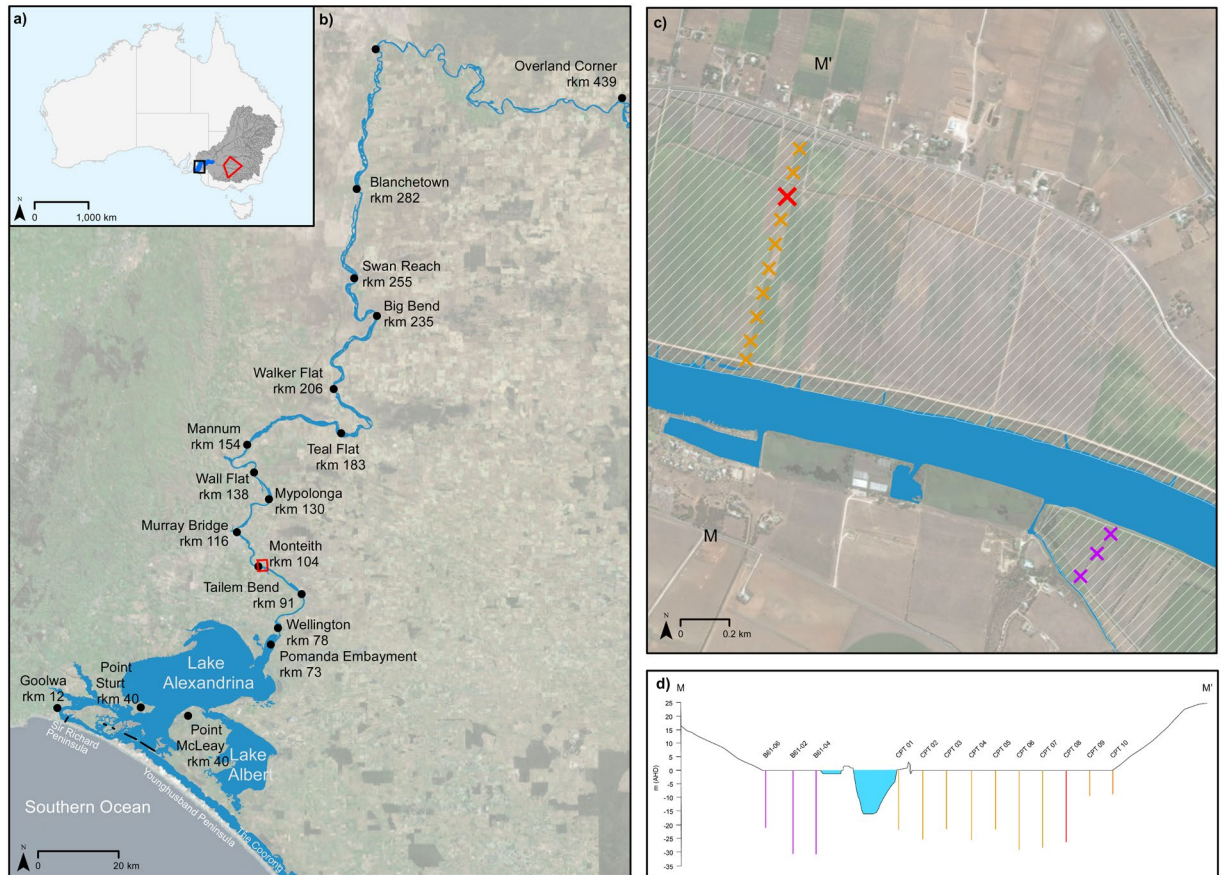 a)
N
0 1,000 km
b)
Overland Corner
rkm 439
Blanchetown
rkm 282
Swan Reach
rkm 255
Big Bend
rkm 235
Walker Flat
rkm 206
Mannum
rkm 154
Teal Flat
rkm 183
Wall Flat
rkm 138
Mypolonga
rkm 130
Murray Bridge
rkm 116
Monteith
rkm 104
Tailem Bend
rkm 91
Wellington
rkm 78
Pomanda Embayment
rkm 73
Lake
Alexandrina
Point
Sturt
rkm 40
Goolwa
rkm 12
Point
McLeay
rkm 40
Lake
Albert
Sir Richard
Peninsula
Younghusband Peninsula
The Coorong
Southern Ocean
N
0 20 km
c)
M'
M
N
0 0.2 km
d)
M
M'
m (AHD)
25
20
15
10
5
0
-5
-10
-15
-20
-25
-30
-35
B61-06
B61-02
B61-04
CPT 01
CPT 02
CPT 03
CPT 04
CPT 05
CPT 06
CPT 07
CPT 08
CPT 09
CPT 10